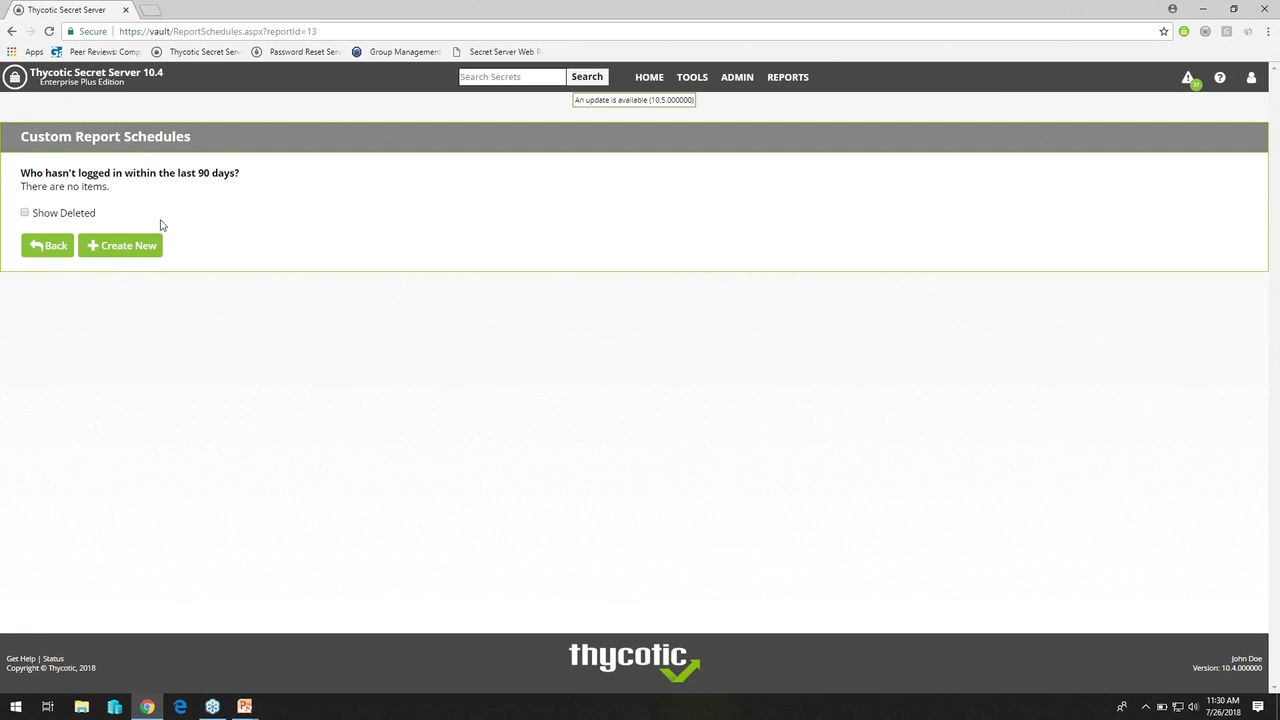 Thycotic Secret Server
Secure https://vault/ReportSchedules.aspx?reportId=13
Apps Peer Reviews: Comp Thycotic Secret Serv Password Reset Serv Group Management Secret Server Web P
Thycotic Secret Server 10.4
Enterprise Plus Edition
Search Secrets Search HOME TOOLS ADMIN REPORTS
27
An update is available (10.5.000000)
Custom Report Schedules
Who hasn't logged in within the last 90 days?
There are no items.
Show Deleted
Back Create New
Get Help | Status
Copyright © Thycotic, 2018
thycotic
John Doe
Version: 10.4.000000
11:30 AM
7/26/2018